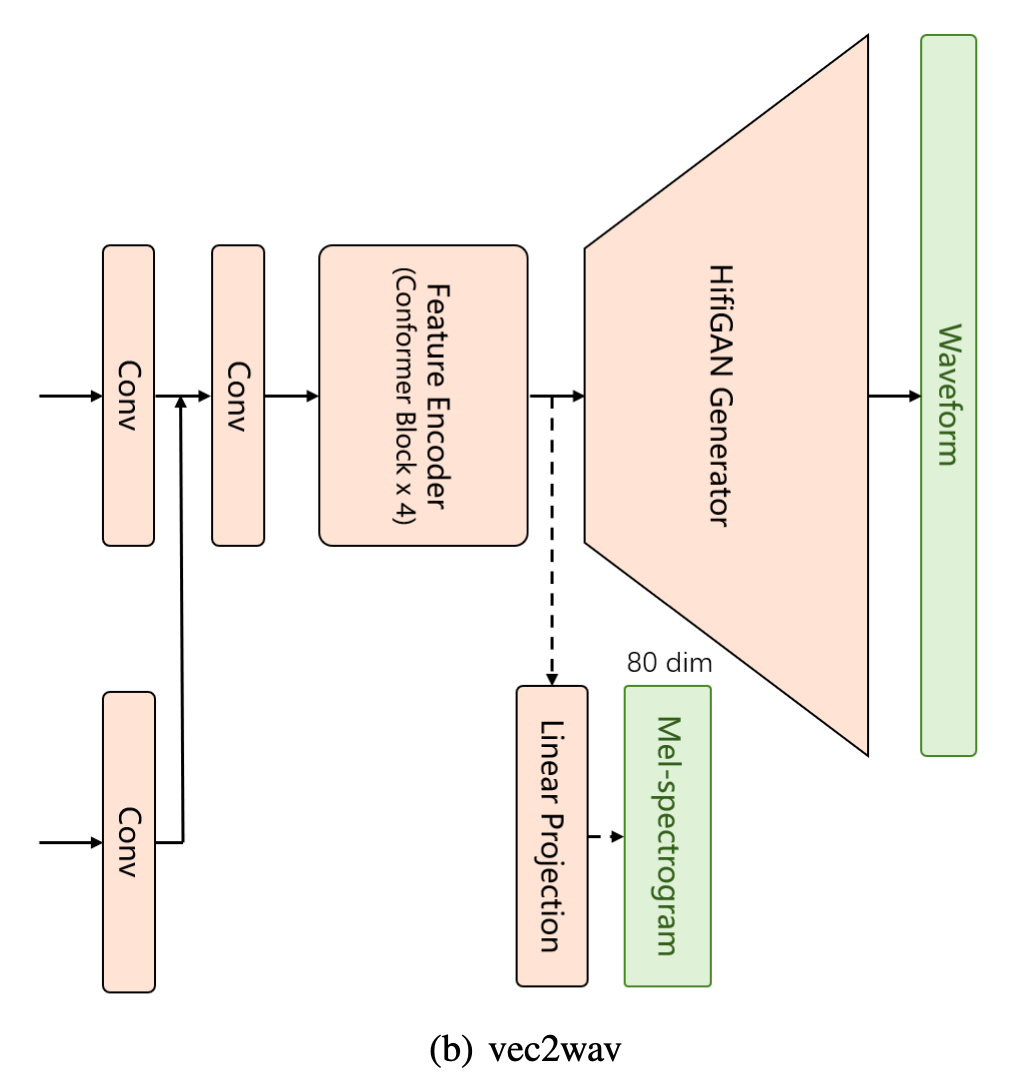 Conv
Conv
Feature Encoder
(Conformer Block x 4)
HifiGAN Generator
Waveform
Conv
Linear Projection
80 dim
Mel-spectrogram
(b) vec2wav